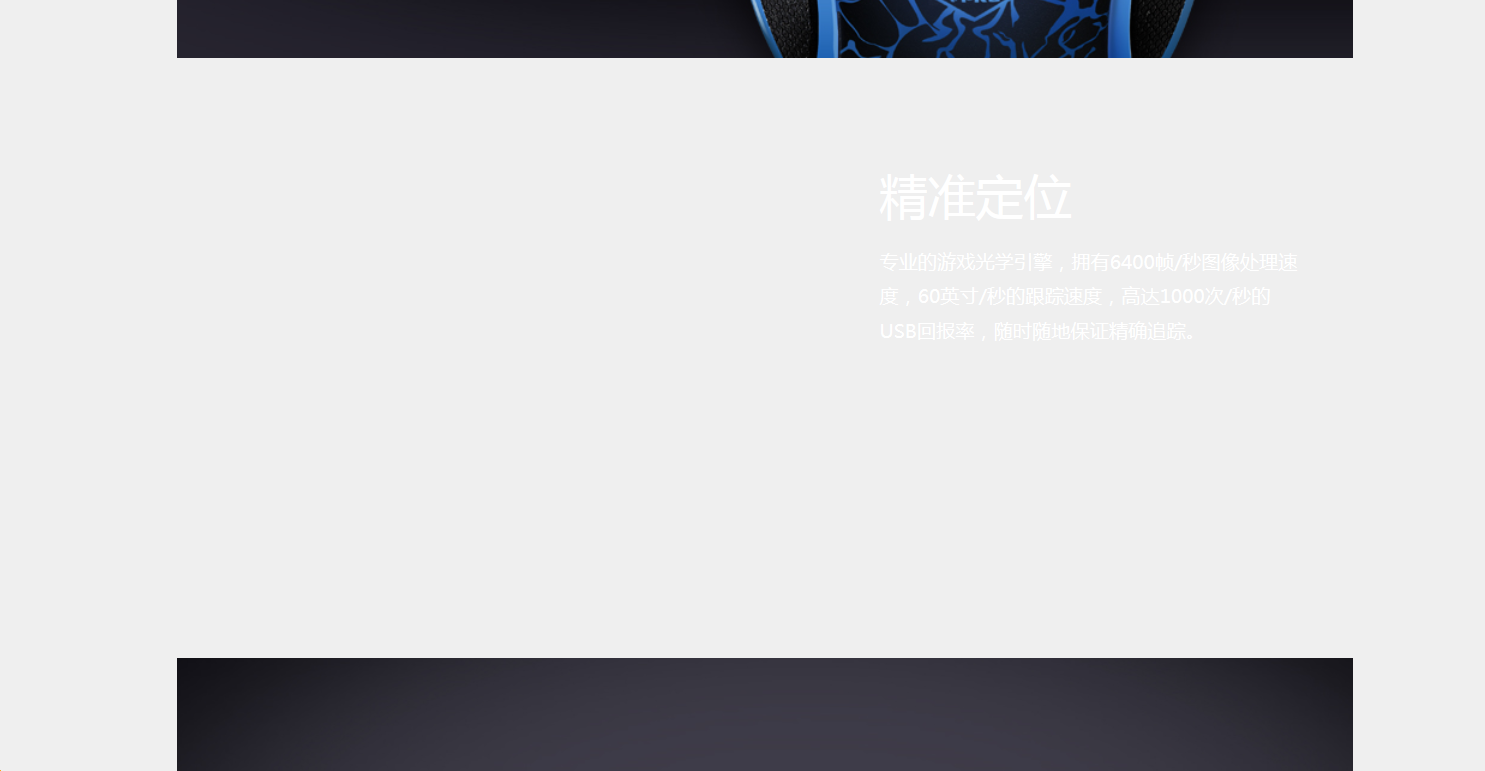 精准定位
专业的游戏光学引擎，拥有6400帧/秒图像处理速
度，60英寸/秒的跟踪速度，高达1000次/秒的
USB回报率，随时随地保证精确追踪。